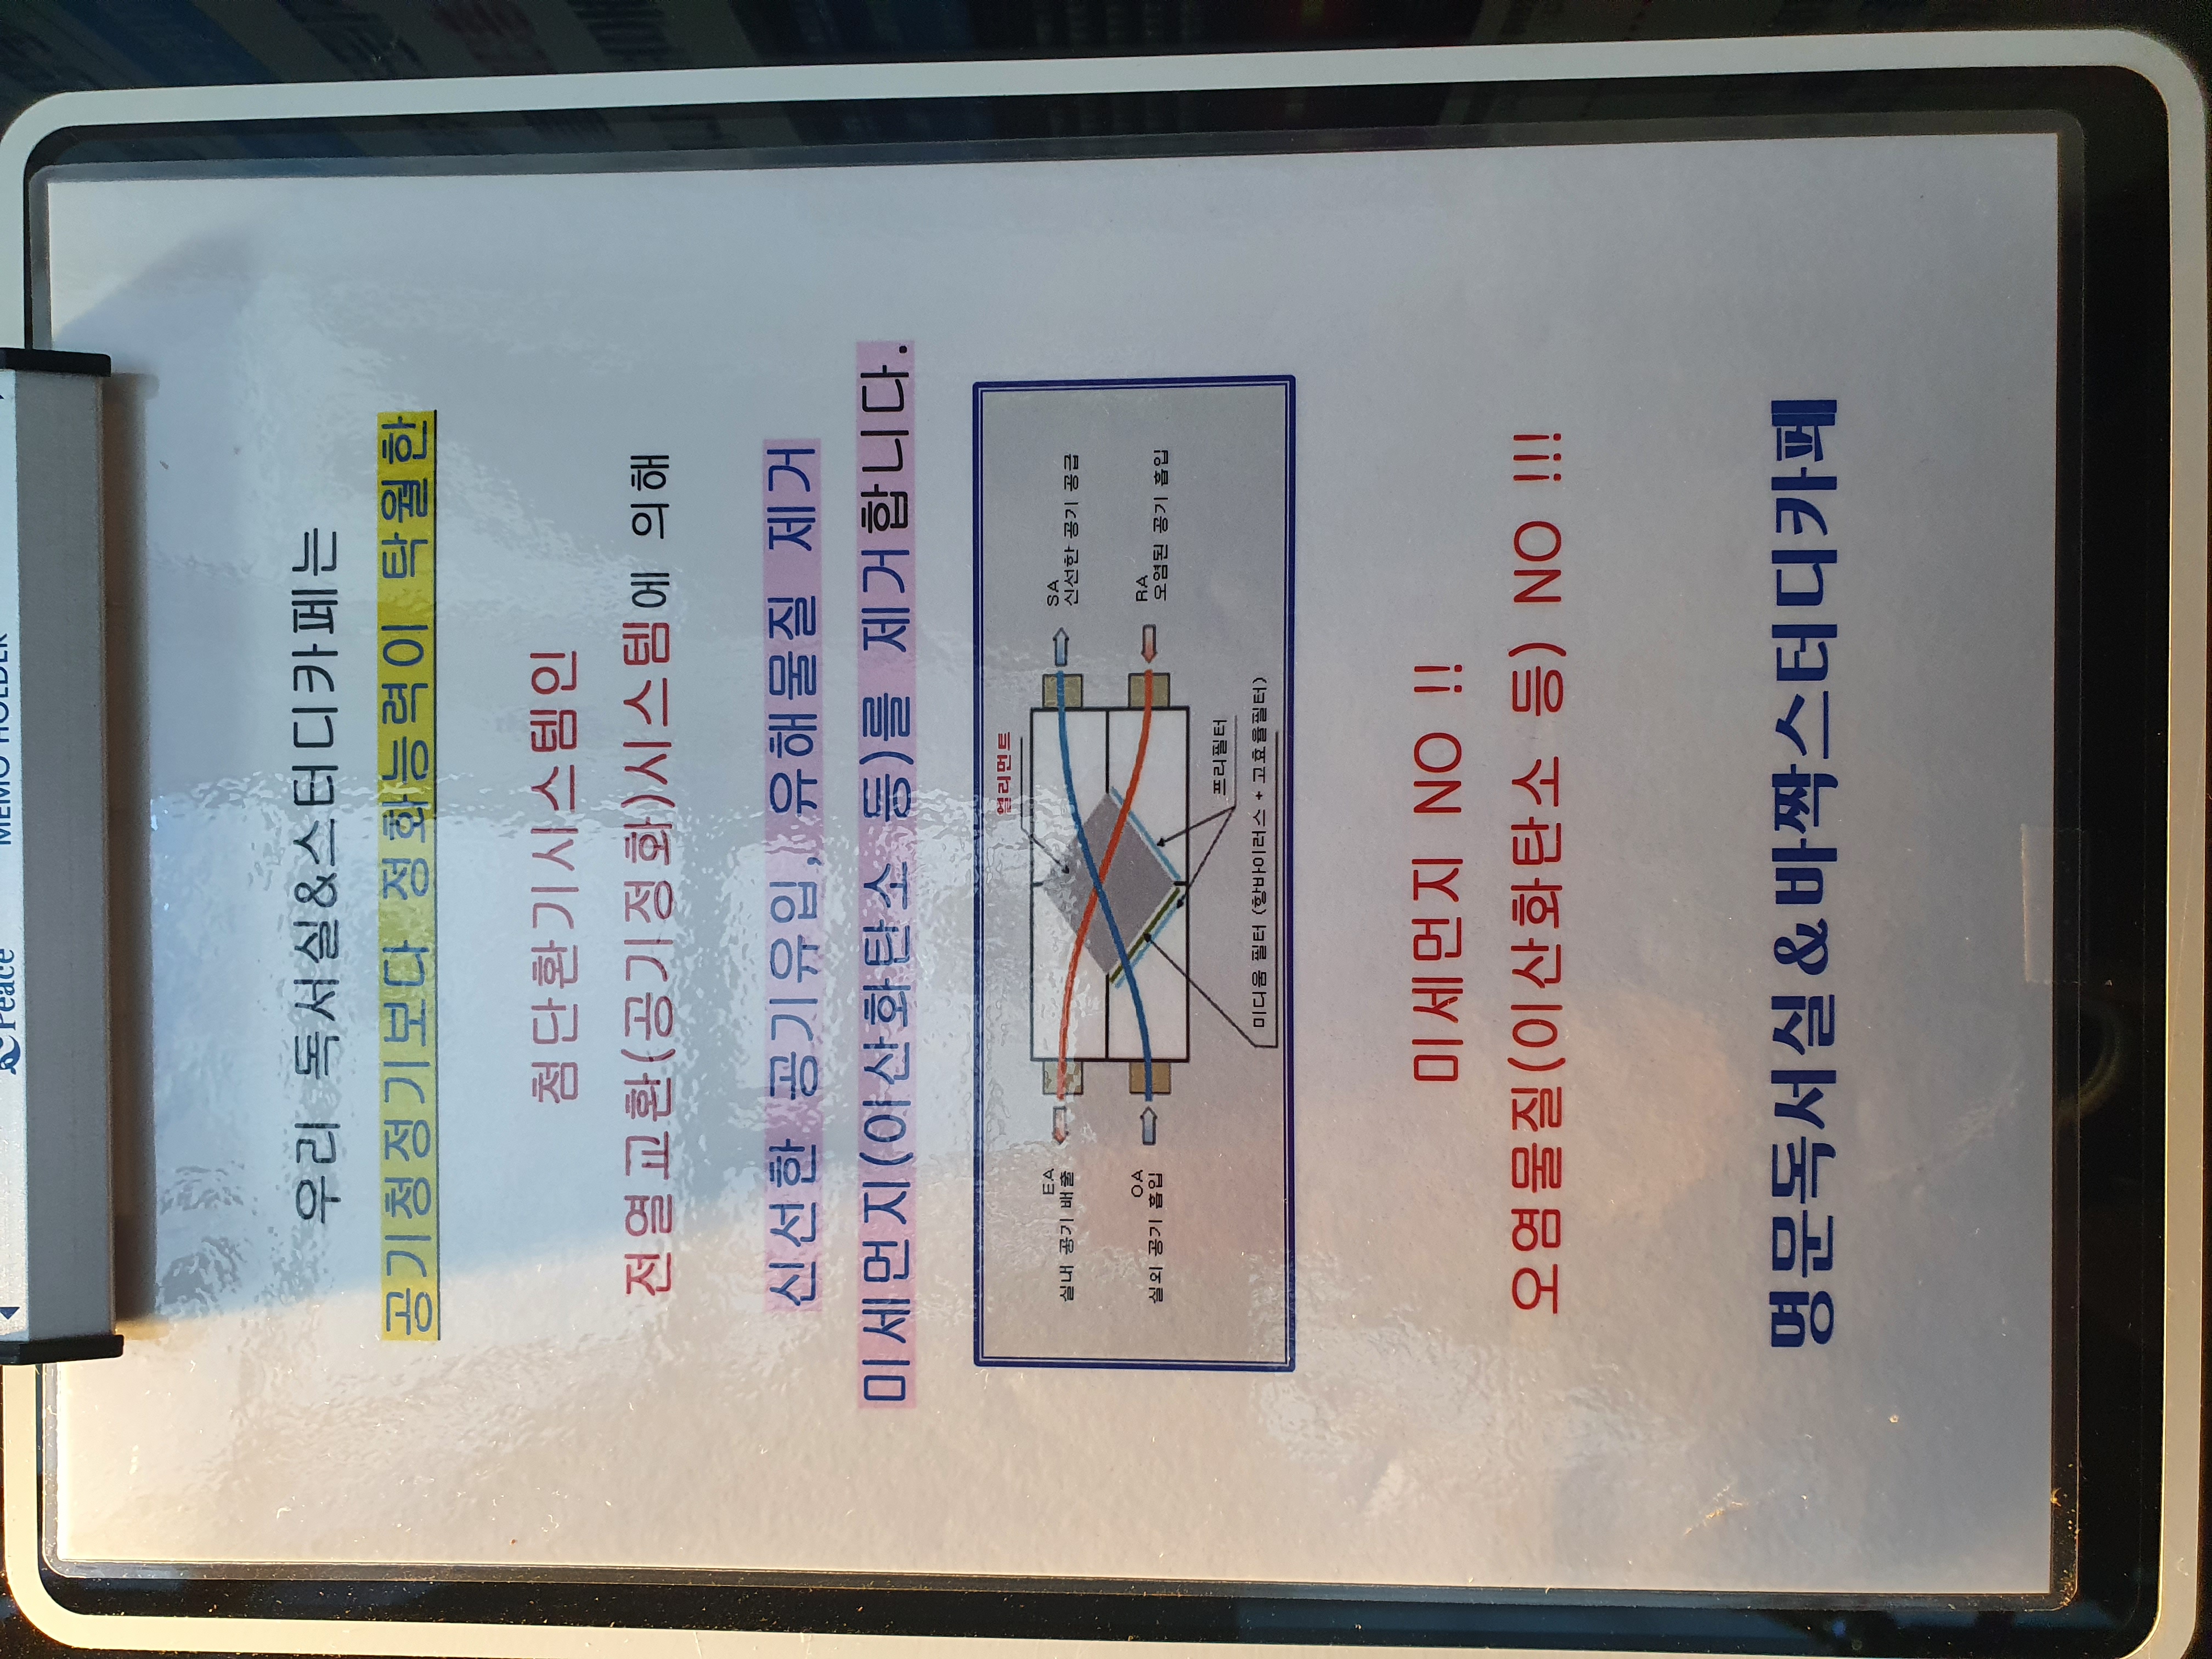 Peace MEMO HOLDER
우리 독서실&스터디카페는
공기청정기보다 정화능력이 탁월한
첨단환기시스템인
전열교환(공기정화)시스템에 의해
신선한 공기유입, 유해물질 제거
미세먼지(이산화탄소 등)를 제거합니다.
엘리먼트
EA
실내 공기 배출
SA
신선한 공기 공급
OA
실외 공기 흡입
RA
오염된 공기 흡입
프리필터
미디움 필터 (항바이러스 + 고효율필터)
미세먼지 NO !!
오염물질(이산화탄소 등) NO !!!
명문독서실&바짝스터디카페